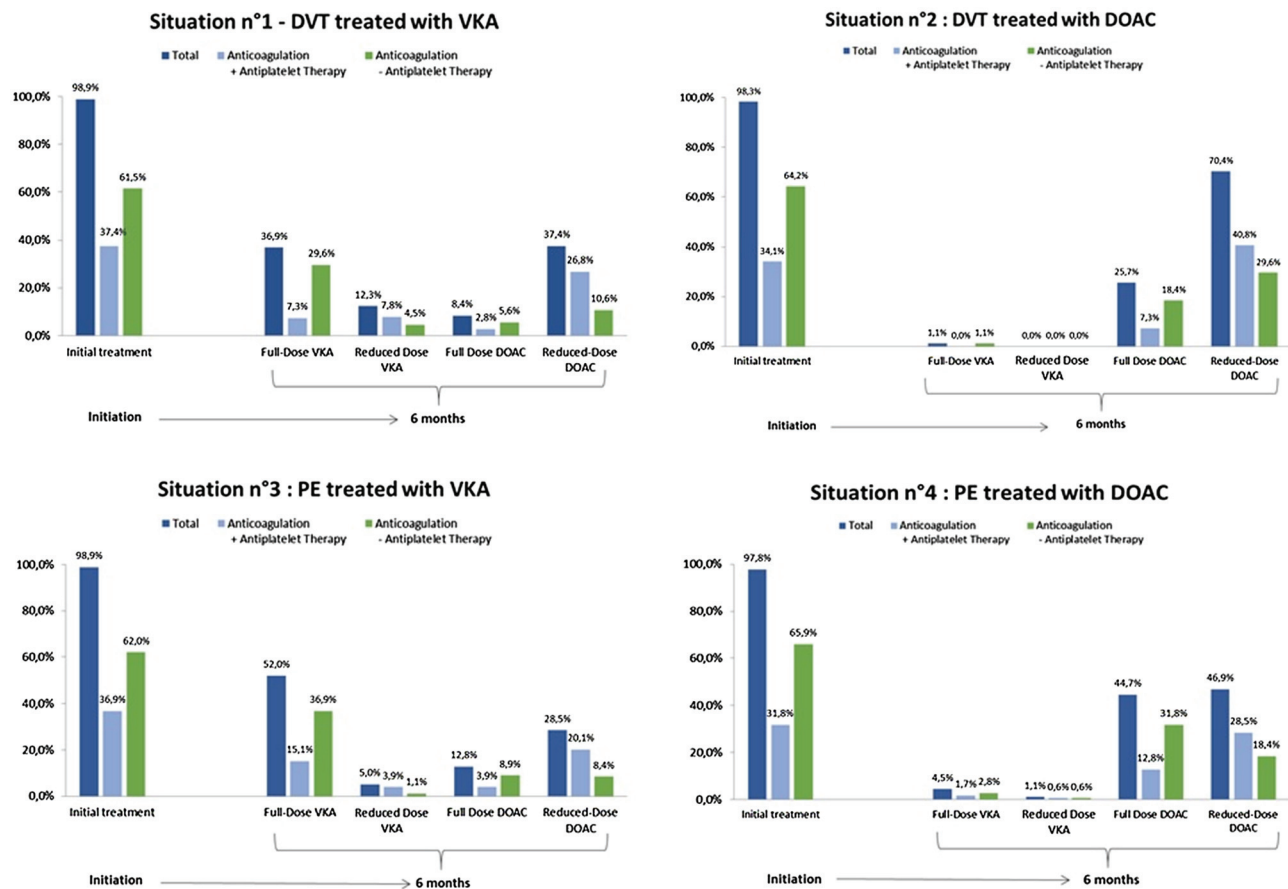 Situation n°1 - DVT treated with VKA
Total
Anticoagulation
+ Antiplatelet Therapy
Anticoagulation
- Antiplatelet Therapy
100,0%
80,0%
60,0%
40,0%
20,0%
0,0%
98,9%
37,4%
61,5%
36,9%
7,3%
29,6%
12,3%
7,8%
4,5%
8,4%
2,8%
5,6%
37,4%
26,8%
10,6%
Initial treatment
Full-Dose VKA
Reduced Dose
VKA
Full Dose DOAC
Reduced-Dose
DOAC
Initiation
6 months
Situation n°2 : DVT treated with DOAC
Total
Anticoagulation
+ Antiplatelet Therapy
Anticoagulation
- Antiplatelet Therapy
100,0%
80,0%
60,0%
40,0%
20,0%
0,0%
98,3%
34,1%
64,2%
1,1%
0,0%
1,1%
0,0%
0,0%
0,0%
25,7%
7,3%
18,4%
70,4%
40,8%
29,6%
Initial treatment
Full-Dose VKA
Reduced Dose
VKA
Full Dose DOAC
Reduced-Dose
DOAC
Initiation
6 months
Situation n°3 : PE treated with VKA
Total
Anticoagulation
+ Antiplatelet Therapy
Anticoagulation
- Antiplatelet Therapy
100,0%
80,0%
60,0%
40,0%
20,0%
0,0%
98,9%
36,9%
62,0%
52,0%
15,1%
36,9%
5,0%
3,9%
1,1%
12,8%
3,9%
8,9%
28,5%
20,1%
8,4%
Initial treatment
Full-Dose VKA
Reduced Dose
VKA
Full Dose DOAC
Reduced-Dose
DOAC
Initiation
6 months
Situation n°4 : PE treated with DOAC
Total
Anticoagulation
+ Antiplatelet Therapy
Anticoagulation
- Antiplatelet Therapy
100,0%
80,0%
60,0%
40,0%
20,0%
0,0%
97,8%
31,8%
65,9%
4,5%
1,7%
2,8%
1,1%
0,6%
0,6%
44,7%
12,8%
31,8%
46,9%
28,5%
18,4%
Initial treatment
Full-Dose VKA
Reduced Dose
VKA
Full Dose DOAC
Reduced-Dose
DOAC
Initiation
6 months